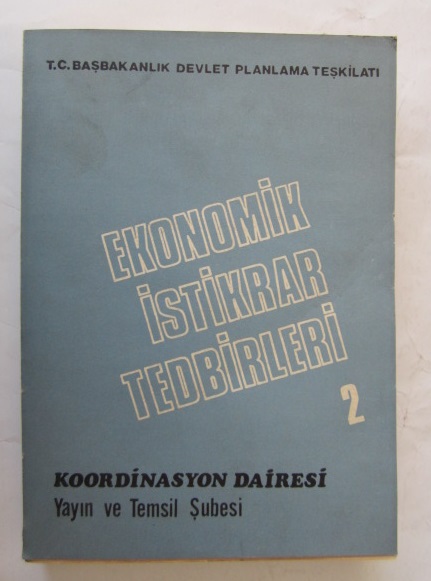 T.C. BAŞBAKANLIK DEVLET PLANLAMA TEŞKİLATI
EKONOMİK
İSTİKRAR
TEDBİRLERİ
2
KOORDİNASYON DAİRESİ
Yayın ve Temsil Şubesi